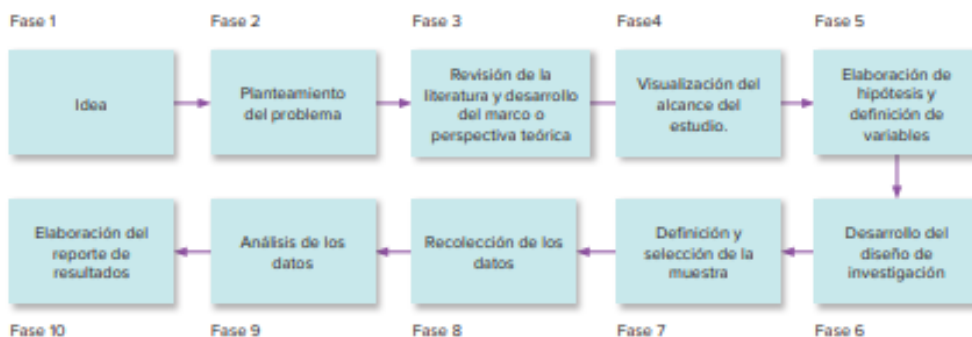 Fase 1
Fase 2
Fase 3
Fase4
Fase 5
Idea
Planteamiento
del problema
Revisión de la
literatura y desarrollo
del marco o
perspectiva teórica
Visualización del
alcance del
estudio.
Elaboración de
hipótesis y
definición de
variables
Elaboración del
reporte de
resultados
Análisis de los
datos
Recolección de los
datos
Definición y
selección de la
muestra
Desarrollo del
diseño de
investigación
Fase 10
Fase 9
Fase 8
Fase 7
Fase 6